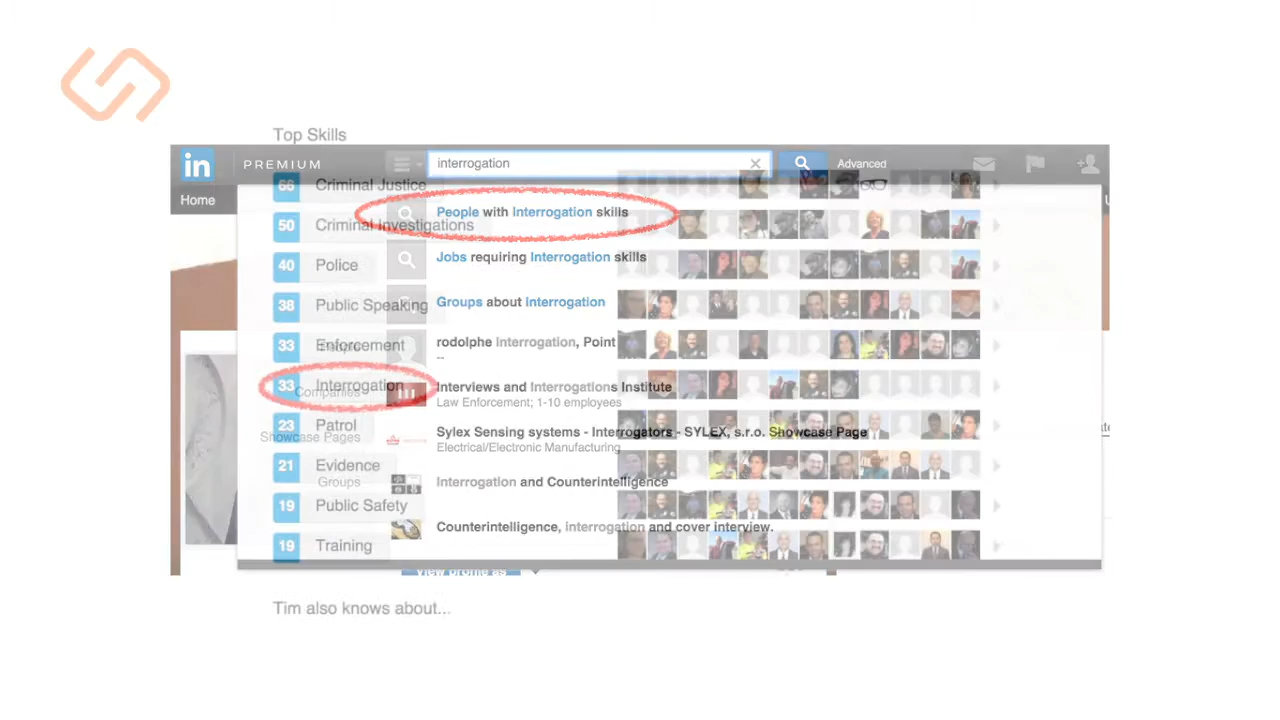 Top Skills
in PREMIUM interrogation Advanced
66 Criminal Justice
Home
People with Interrogation skills
50 Criminal Investigations
Jobs requiring Interrogation skills
40 Police
Groups about Interrogation
38 Public Speaking
rodolphe Interrogation, Point
--
33 Enforcement
33 Interrogation
Companies
Interviews and Interrogations Institute
Law Enforcement; 1-10 employees
23 Patrol
Showcase Pages
Sylex Sensing systems - Interrogators - SYLEX, s.r.o. Showcase Page
Electrical/Electronic Manufacturing
21 Evidence
Groups
Interrogation and Counterintelligence
19 Public Safety
Counterintelligence, interrogation and cover interview.
19 Training
View profile as
Tim also knows about...